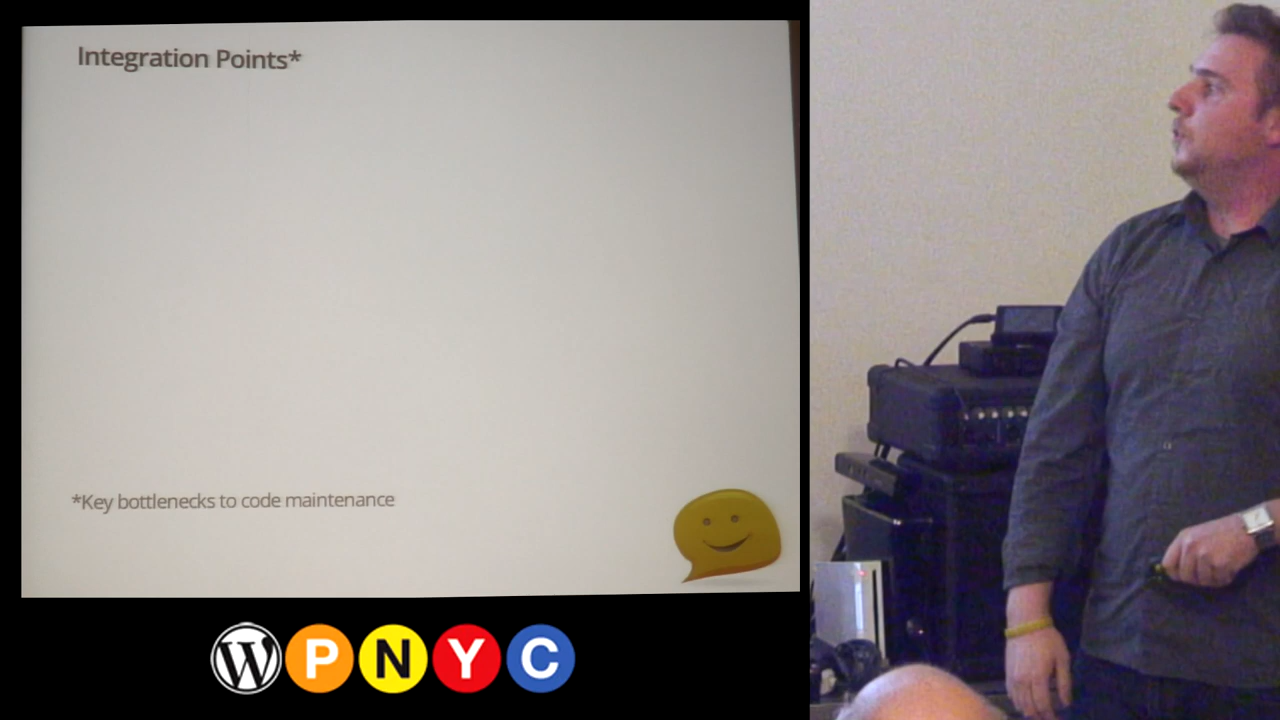 Integration Points*
*Key bottlenecks to code maintenance
W P N Y C